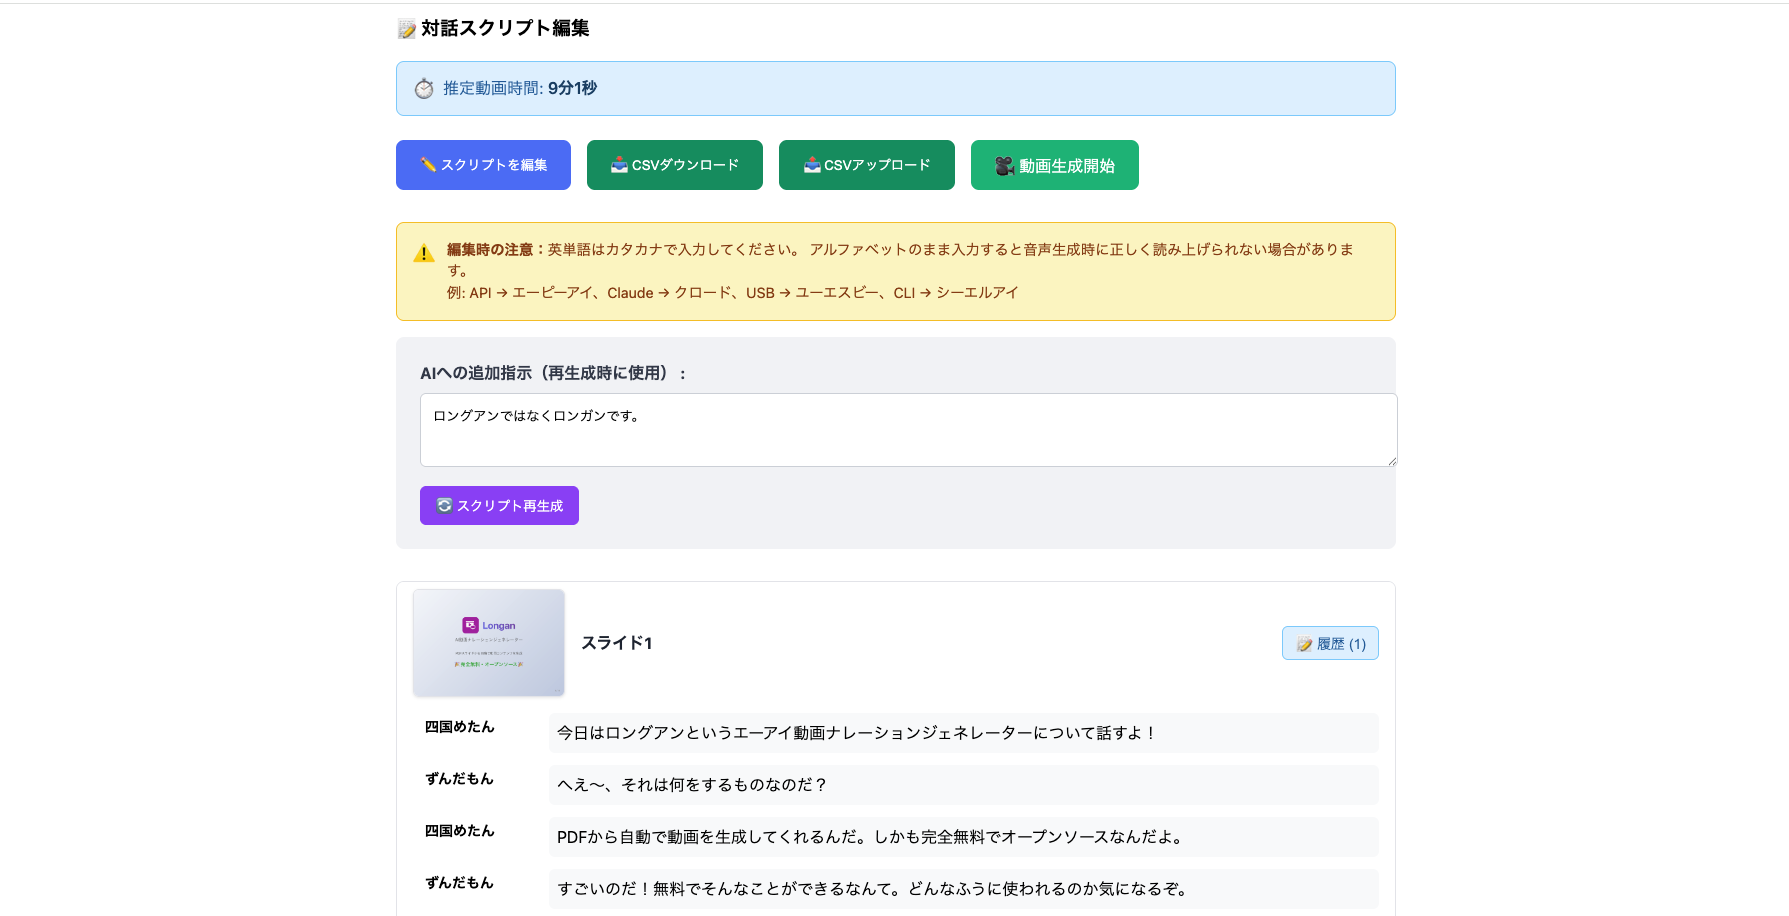 対話スクリプト編集
推定動画時間: 9分1秒
スクリプトを編集
CSVダウンロード
CSVアップロード
動画生成開始
編集時の注意：英単語はカタカナで入力してください。 アルファベットのまま入力すると音声生成時に正しく読み上げられない場合がありま
す。
例: API → エーピーアイ、Claude → クロード、USB → ユーエスビー、CLI → シーエルアイ
AIへの追加指示（再生成時に使用）：
ロングアンではなくロンガンです。
スクリプト再生成
Longan
完全無料・オープンソース
スライド1
履歴 (1)
四国めたん
今日はロングアンというエーアイ動画ナレーションジェネレーターについて話すよ！
ずんだもん
へえ〜、それは何をするものなのだ？
四国めたん
PDFから自動で動画を生成してくれるんだ。しかも完全無料でオープンソースなんだよ。
ずんだもん
すごいのだ！無料でそんなことができるなんて。どんなふうに使われるのか気になるぞ。